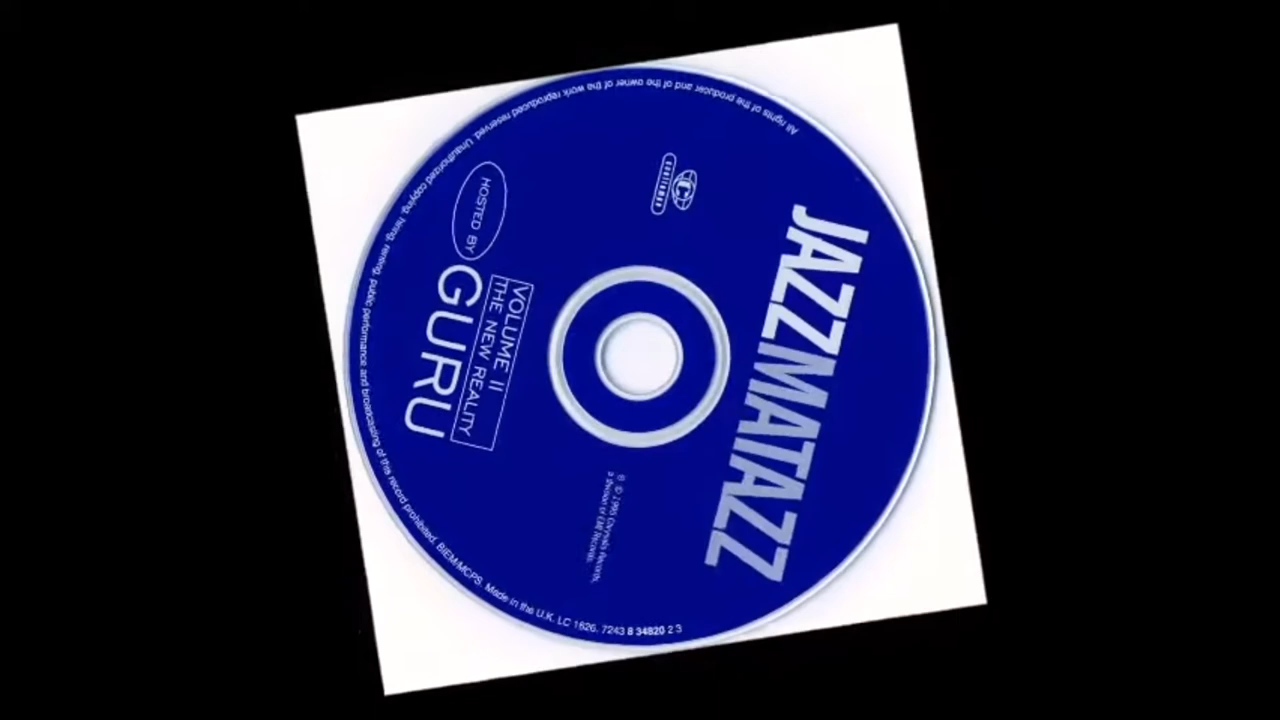 JAZZMATAZZ
C
COOLTEMPO
VOLUME II
THE NEW REALITY
HOSTED BY
GURU
℗ © 1995 Chrysalis Records,
a division of EMI Records.
All rights of the producer and of the owner of the work reproduced reserved. Unauthorized copying, hiring, renting, public performance and broadcasting of this record prohibited. BIEM/MCPS. Made in the U.K. LC 1626. 7243 8 34820 2 3